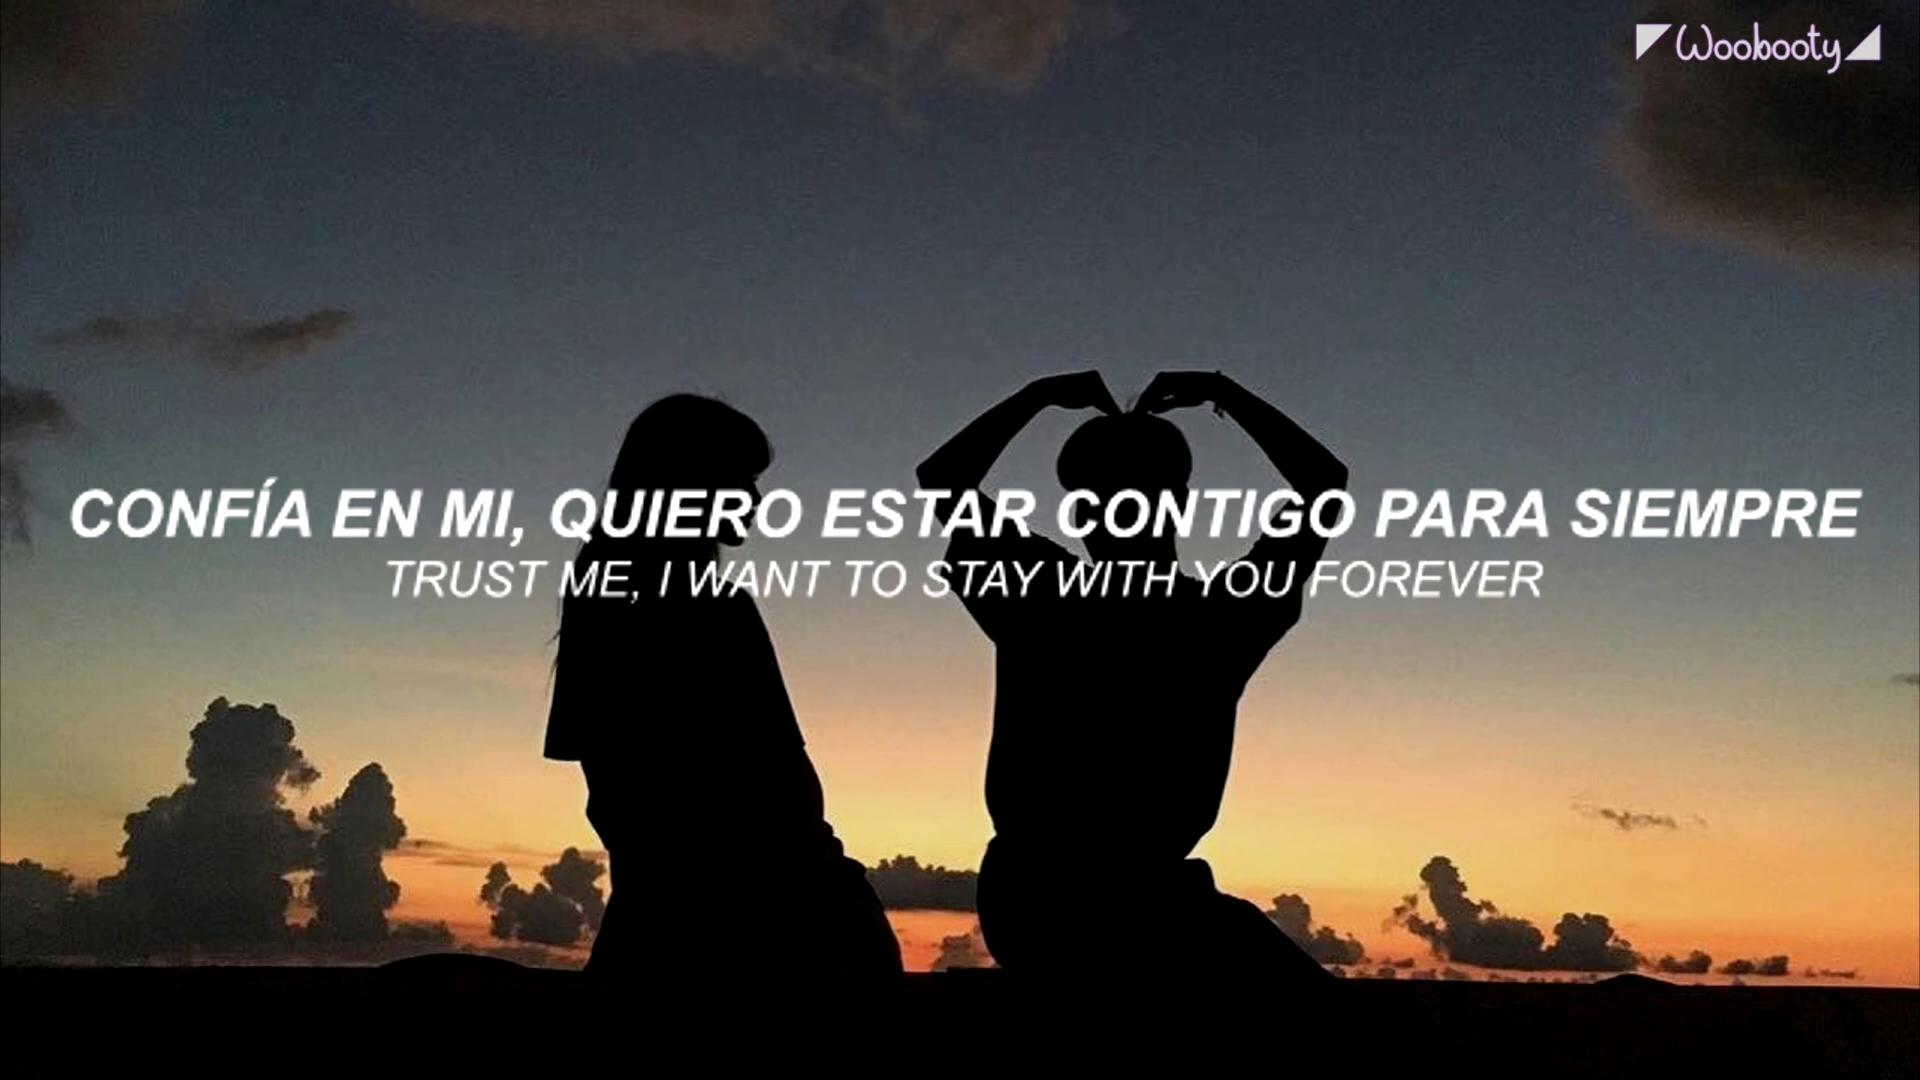 Woobooty
CONFÍA EN MI, QUIERO ESTAR CONTIGO PARA SIEMPRE
TRUST ME, I WANT TO STAY WITH YOU FOREVER